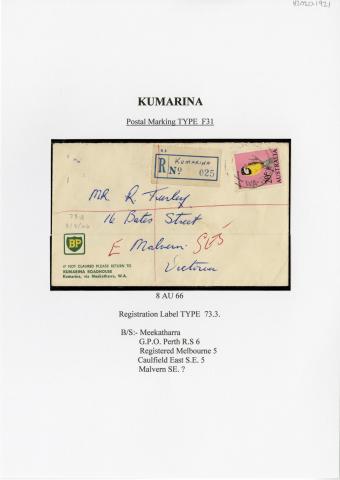 KUMARINA
Postal Marking TYPE F31
R KUMARINA
No 025
AUSTRALIA
MR R.
16 Bates Street
E Malvern SE5
Victoria
BP
IF NOT CLAIMED PLEASE RETURN TO
KUMARINA ROADHOUSE
Kumarina, via Meekatharra, W.A.
8 AU 66
Registration Label TYPE 73.3.
B/S:- Meekatharra
G.P.O. Perth R.S 6
Registered Melbourne 5
Caulfield East S.E. 5
Malvern SE. ?